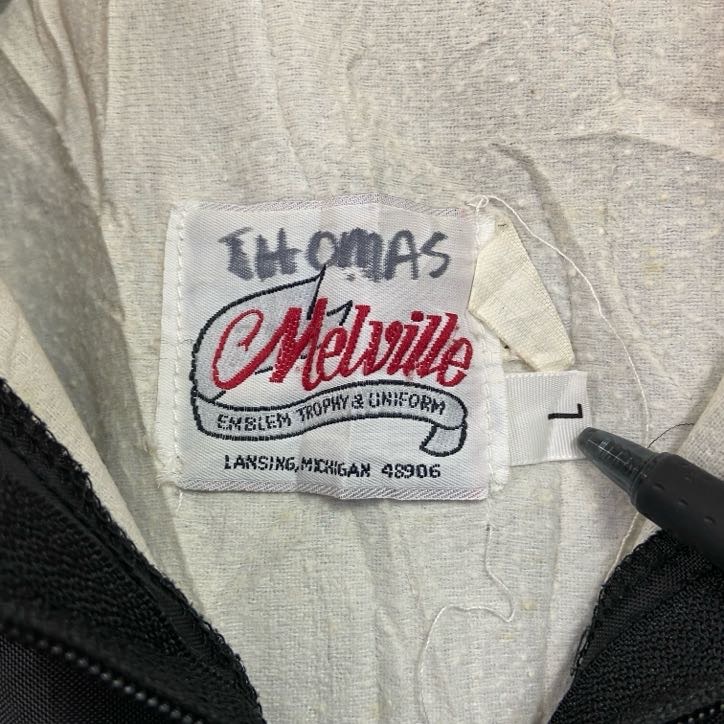 THOMAS
Melville
EMBLEM TROPHY & UNIFORM
LANSING, MICHIGAN 48906
L